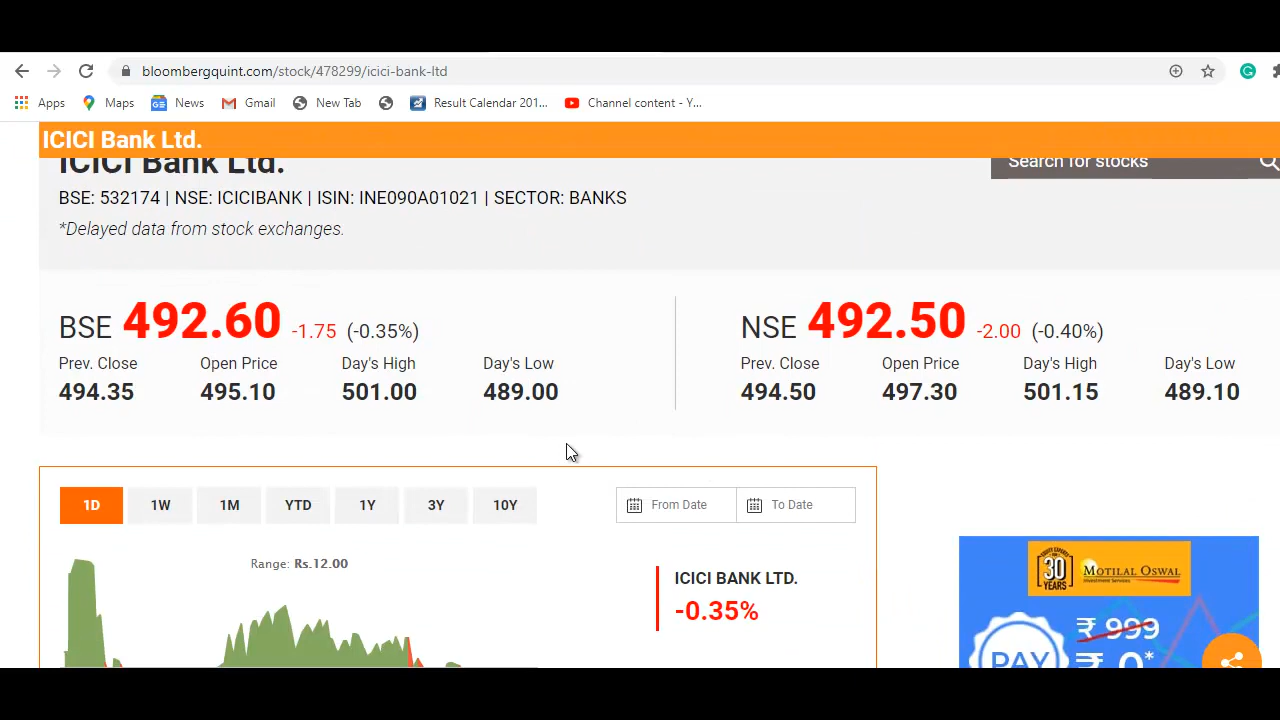 bloombergquint.com/stock/478299/icici-bank-ltd
Apps Maps News Gmail New Tab Result Calendar 201... Channel content - Y...
ICICI Bank Ltd.
ICICI Bank Ltd.
Search for stocks
BSE: 532174 | NSE: ICICIBANK | ISIN: INE090A01021 | SECTOR: BANKS
*Delayed data from stock exchanges.
BSE 492.60 -1.75 (-0.35%)
Prev. Close Open Price Day's High Day's Low
494.35 495.10 501.00 489.00
NSE 492.50 -2.00 (-0.40%)
Prev. Close Open Price Day's High Day's Low
494.50 497.30 501.15 489.10
1D 1W 1M YTD 1Y 3Y 10Y
From Date To Date
Range: Rs.12.00
ICICI BANK LTD.
-0.35%
30 YEARS
MOTILAL OSWAL
Investment Services
PAY
₹ 999
₹ 0*